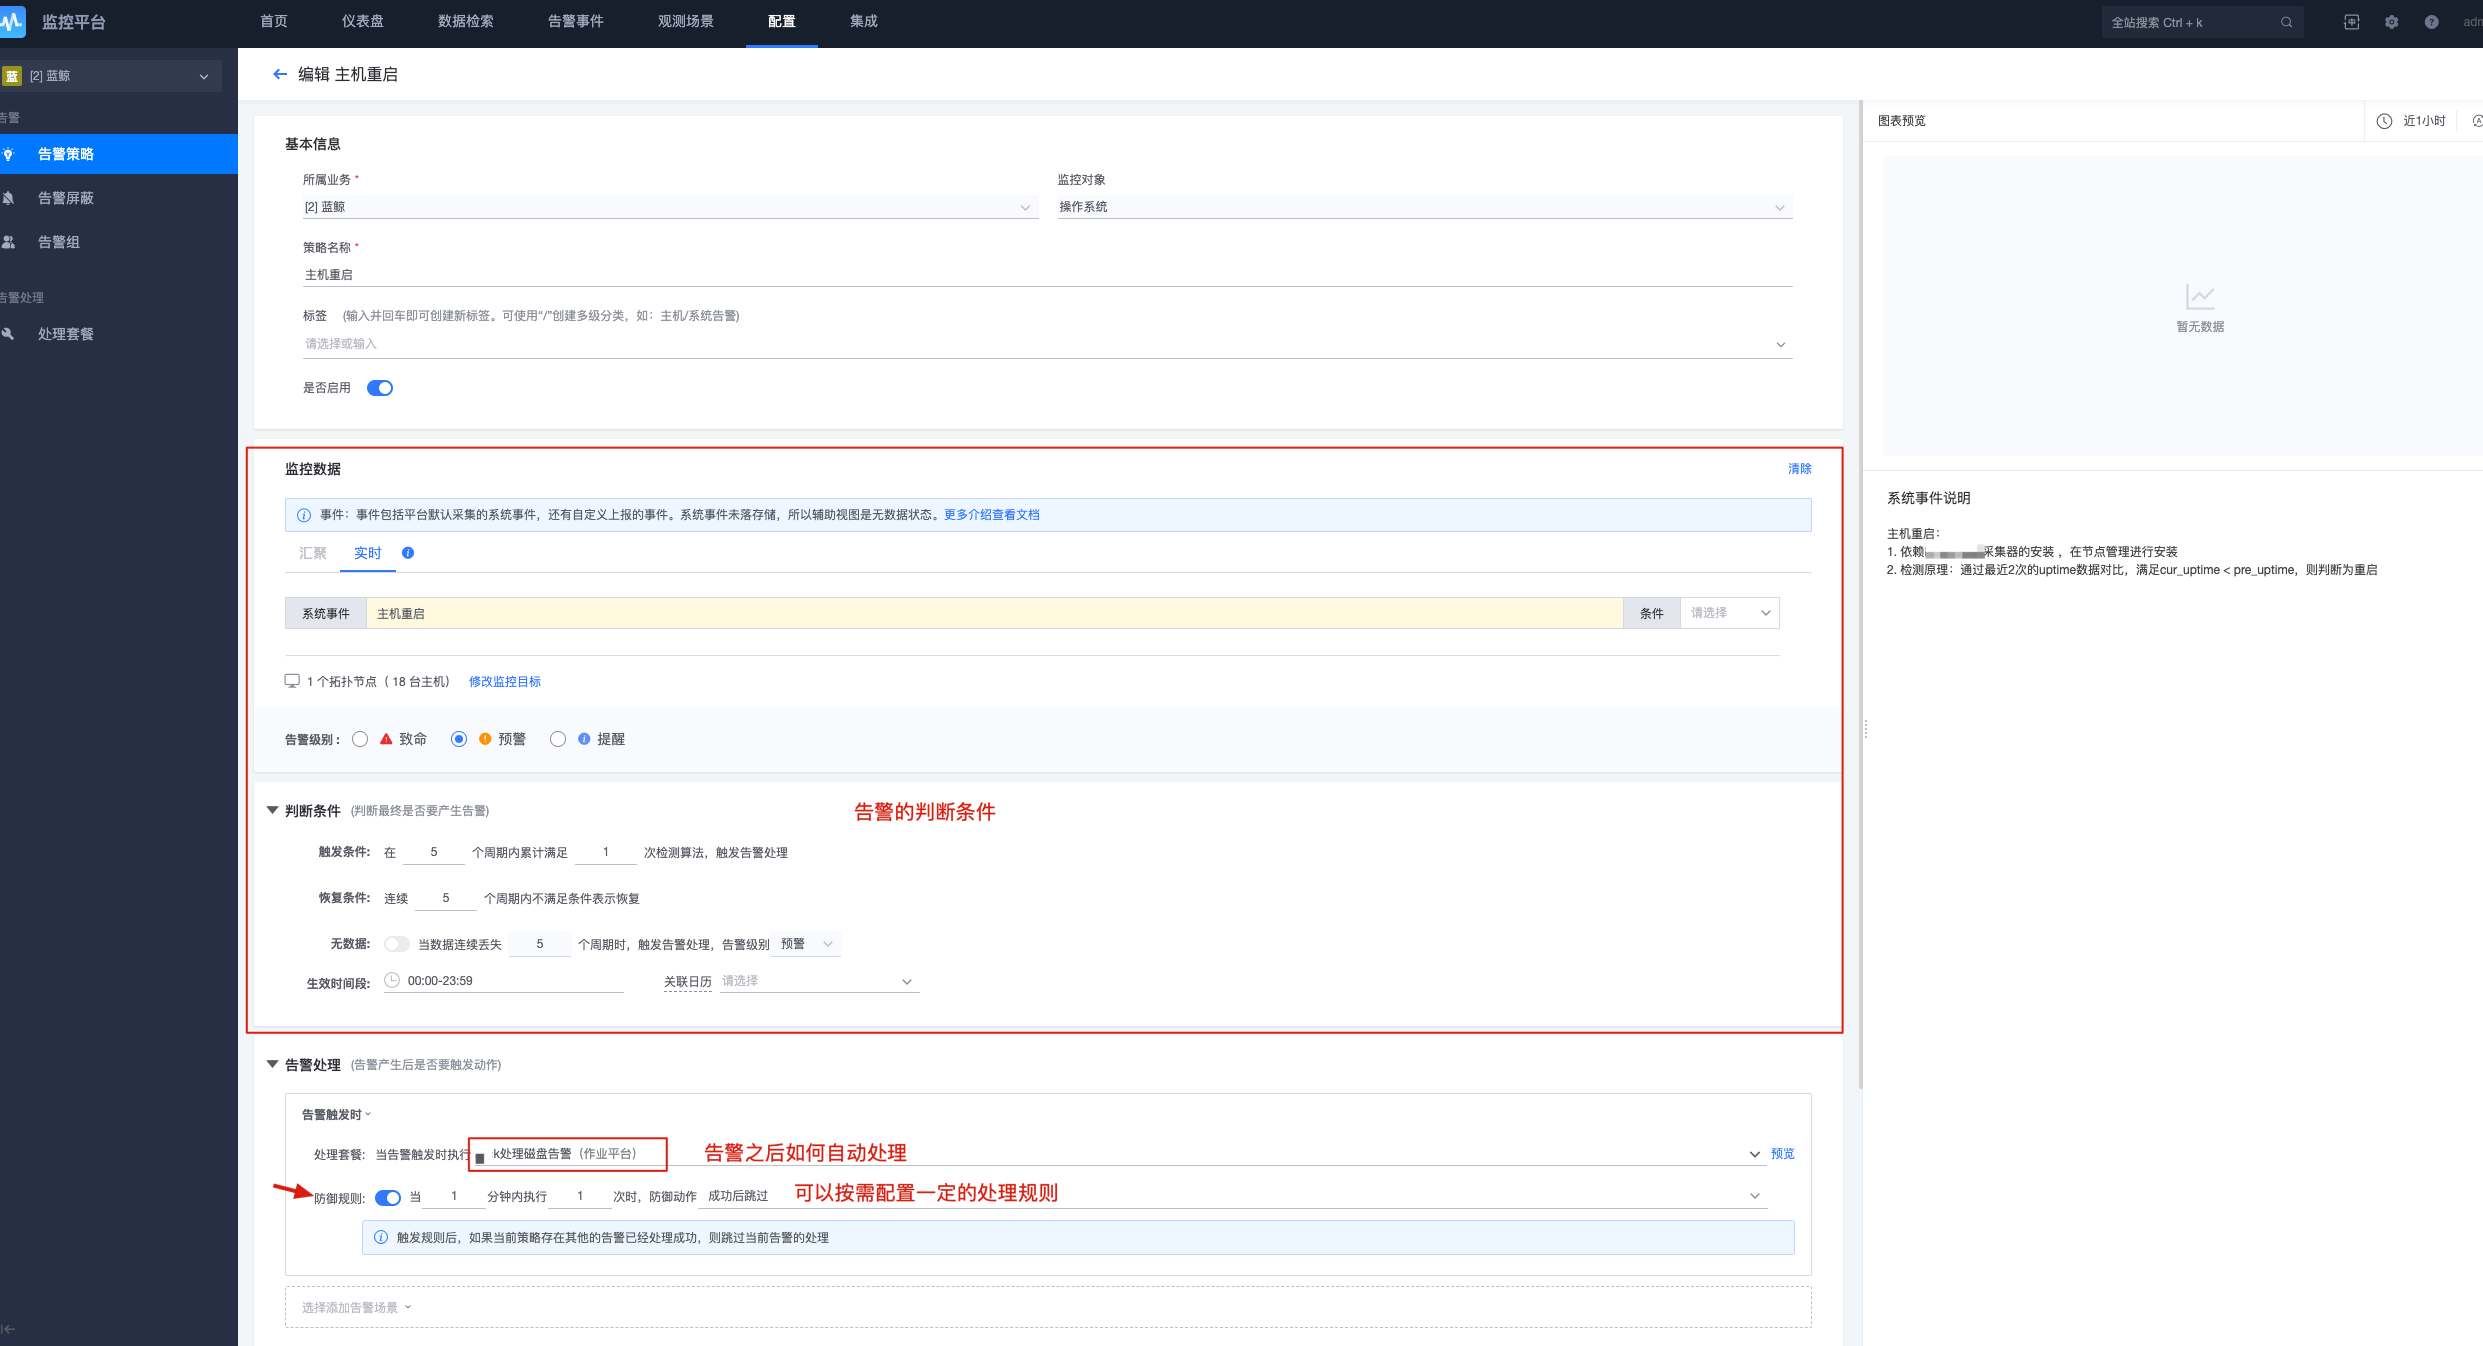 监控平台
首页 仪表盘 数据检索 告警事件 观测场景 配置 集成
全站搜索 Ctrl + k
蓝 [2] 蓝鲸
告警
告警策略
告警屏蔽
告警组
告警处理
处理套餐
编辑 主机重启
基本信息
所属业务 * 监控对象
[2] 蓝鲸 操作系统
策略名称 *
主机重启
标签 (输入并回车即可创建新标签。可使用“/”创建多级分类，如：主机/系统告警)
请选择或输入
是否启用
监控数据 清除
事件：事件包括平台默认采集的系统事件，还有自定义上报的事件。系统事件未落存储，所以辅助视图是无数据状态。更多介绍查看文档
汇聚 实时
系统事件 主机重启 条件 请选择
1 个拓扑节点（ 18 台主机） 修改监控目标
告警级别： 致命 预警 提醒
判断条件 (判断最终是否要产生告警) 告警的判断条件
触发条件: 在 5 个周期内累计满足 1 次检测算法，触发告警处理
恢复条件: 连续 5 个周期内不满足条件表示恢复
无数据: 当数据连续丢失 5 个周期时，触发告警处理，告警级别 预警
生效时间段: 00:00-23:59 关联日历 请选择
告警处理 (告警产生后是否要触发动作)
告警触发时
处理套餐: 当告警触发时执行 k处理磁盘告警（作业平台） 告警之后如何自动处理 预览
防御规则: 当 1 分钟内执行 1 次时，防御动作 成功后跳过 可以按需配置一定的处理规则
触发规则后，如果当前策略存在其他的告警已经处理成功，则跳过当前告警的处理
选择添加告警场景
图表预览 近1小时
暂无数据
系统事件说明
主机重启：
1. 依赖 采集器的安装 ，在节点管理进行安装
2. 检测原理：通过最近2次的uptime数据对比，满足cur_uptime < pre_uptime，则判断为重启